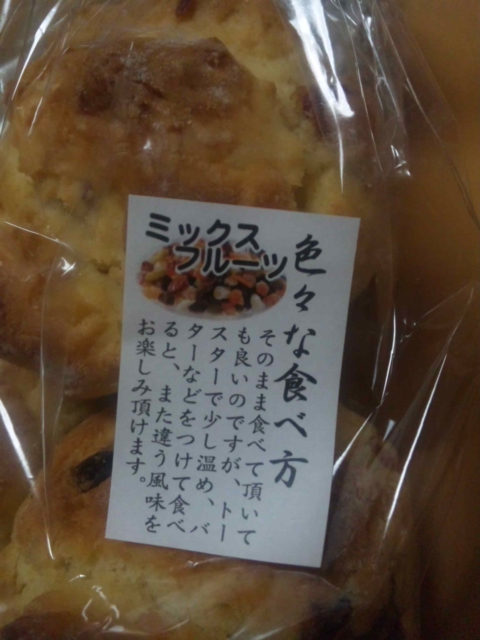 ミックス
フルーツ
色々な食べ方
そのまま食べて頂いて
も良いのですが、トー
スターで少し温め、バ
ターなどをつけて食べ
ると、また違う風味を
お楽しみ頂けます。